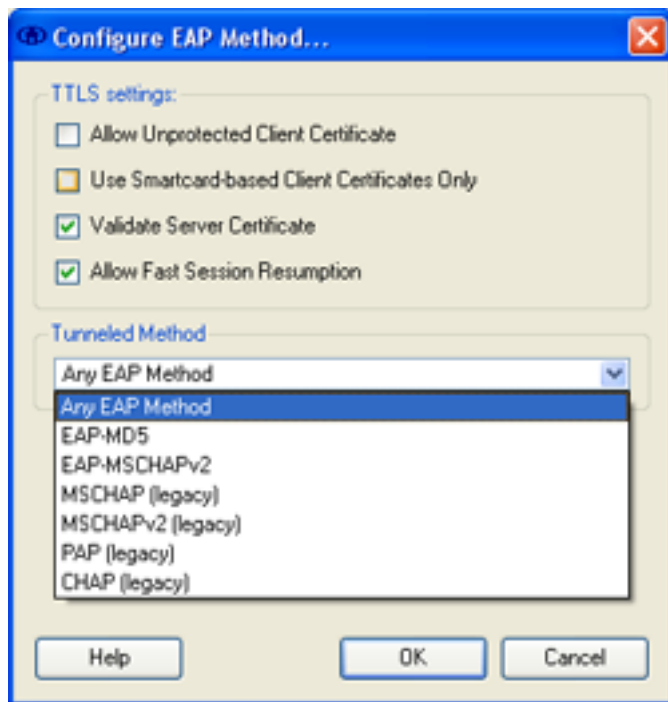 Configure EAP Method...
TTLS settings:
Allow Unprotected Client Certificate
Use Smartcard-based Client Certificates Only
Validate Server Certificate
Allow Fast Session Resumption
Tunneled Method
Any EAP Method
Any EAP Method
EAP-MD5
EAP-MSCHAPv2
MSCHAP (legacy)
MSCHAPv2 (legacy)
PAP (legacy)
CHAP (legacy)
Help
OK
Cancel